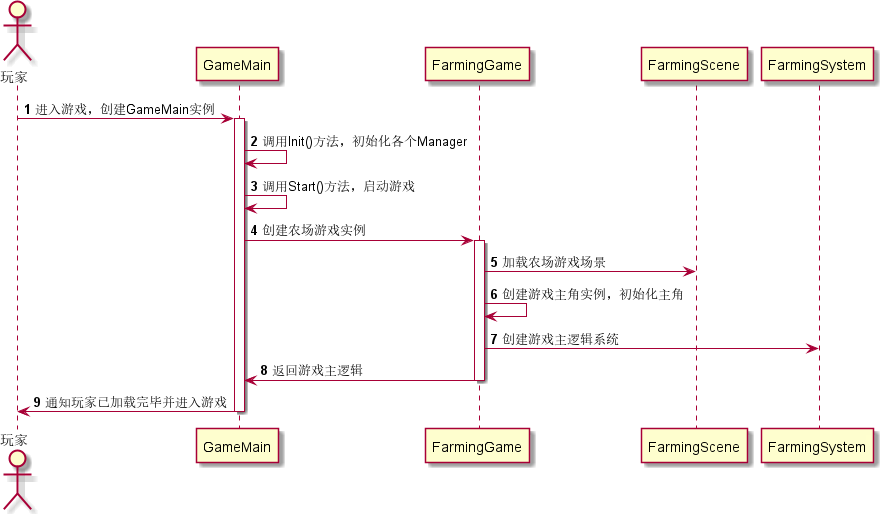 玩家
GameMain
FarmingGame
FarmingScene
FarmingSystem
1 进入游戏，创建GameMain实例
2 调用Init()方法，初始化各个Manager
3 调用Start()方法，启动游戏
4 创建农场游戏实例
5 加载农场游戏场景
6 创建游戏主角实例，初始化主角
7 创建游戏主逻辑系统
8 返回游戏主逻辑
9 通知玩家已加载完毕并进入游戏
玩家
GameMain
FarmingGame
FarmingScene
FarmingSystem